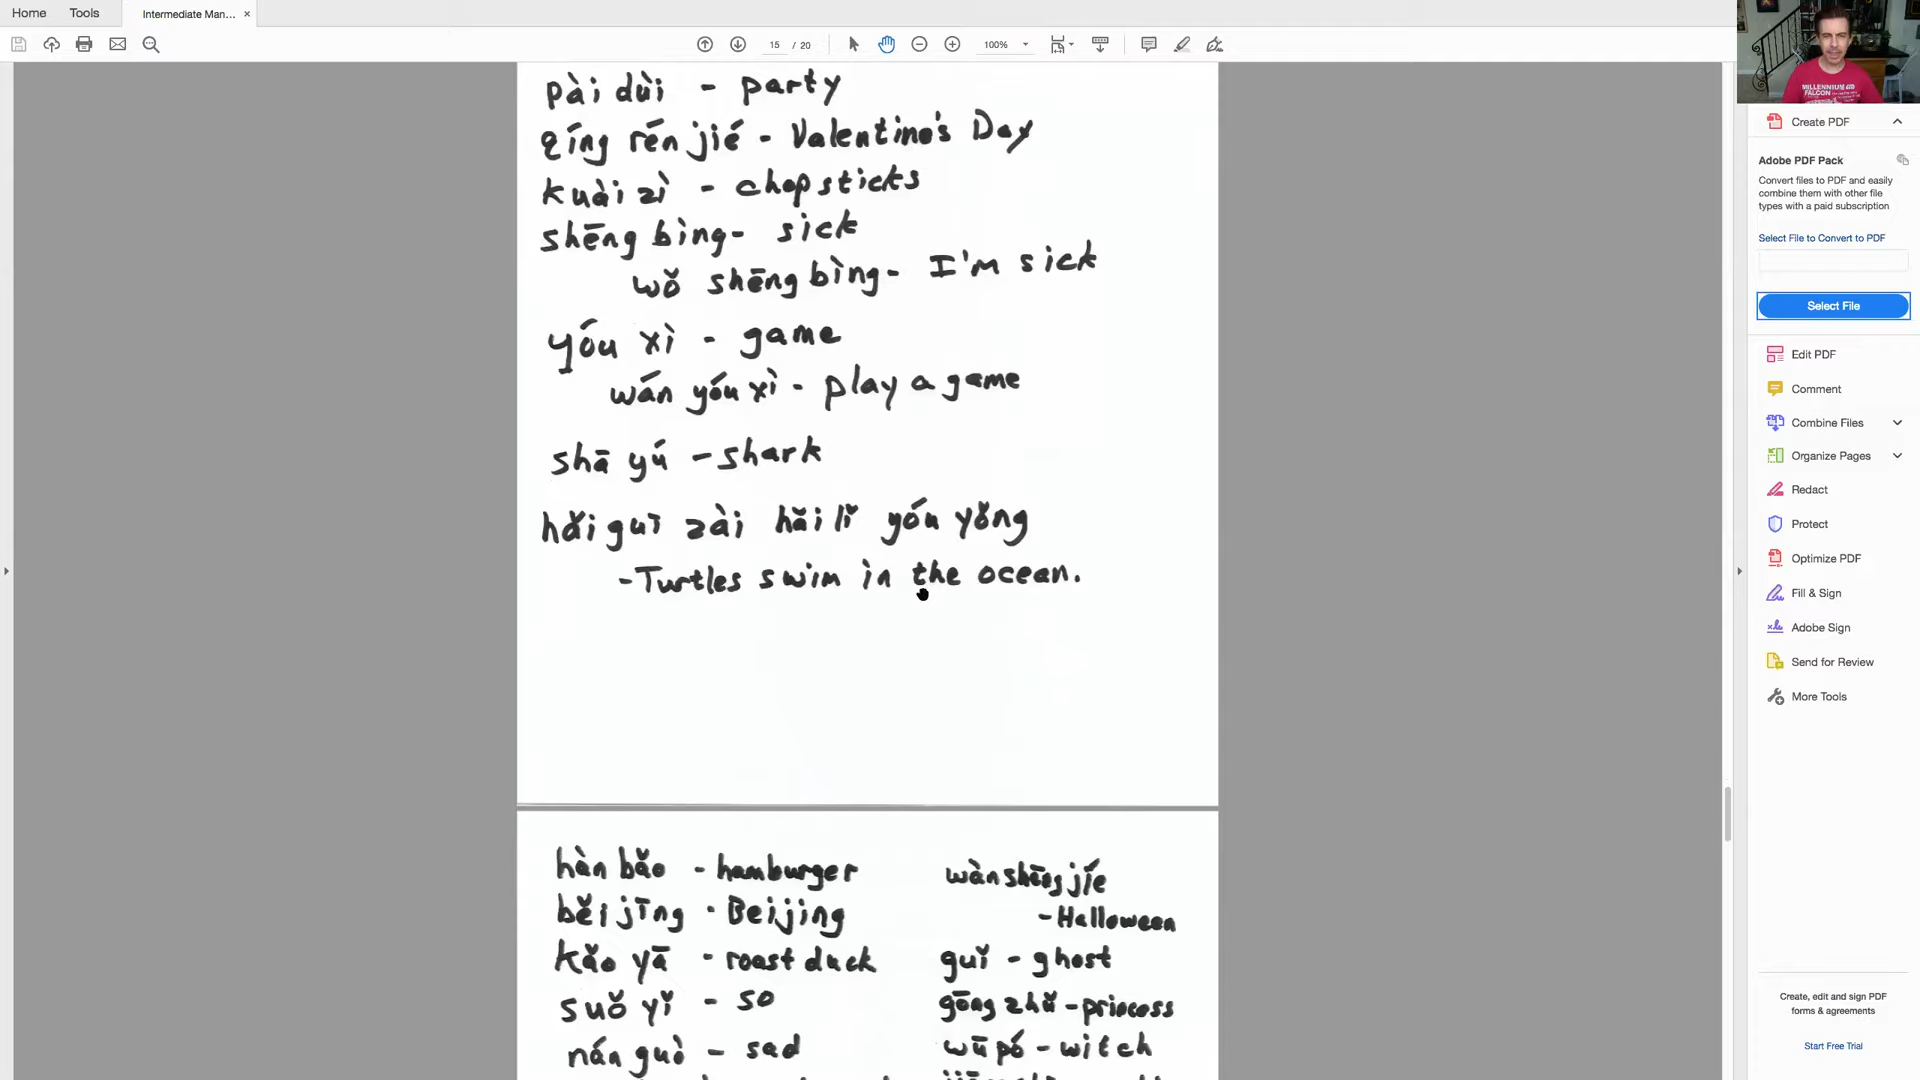 Home Tools Intermediate Man... ×
15 / 20 100%
pài dùi - party
qíng rén jié - Valentine's Day
kuài zì - chopsticks
shēng bìng - sick
wǒ shēng bìng - I'm sick
yóu xì - game
wán yóu xì - play a game
shā yú - shark
hǎi guī zài hǎi lǐ yóu yǒng
- Turtles swim in the ocean.
hàn bǎo - hamburger
běi jīng - Beijing
kǎo yā - roast duck
suǒ yǐ - so
nán guò - sad
wàn shēng jíe
- Halloween
guǐ - ghost
gōng zhǔ - princess
wū pó - witch
MILLENNIUM
FALCON
Create PDF
Adobe PDF Pack
Convert files to PDF and easily
combine them with other file
types with a paid subscription
Select File to Convert to PDF
Select File
Edit PDF
Comment
Combine Files
Organize Pages
Redact
Protect
Optimize PDF
Fill & Sign
Adobe Sign
Send for Review
More Tools
Create, edit and sign PDF
forms & agreements
Start Free Trial